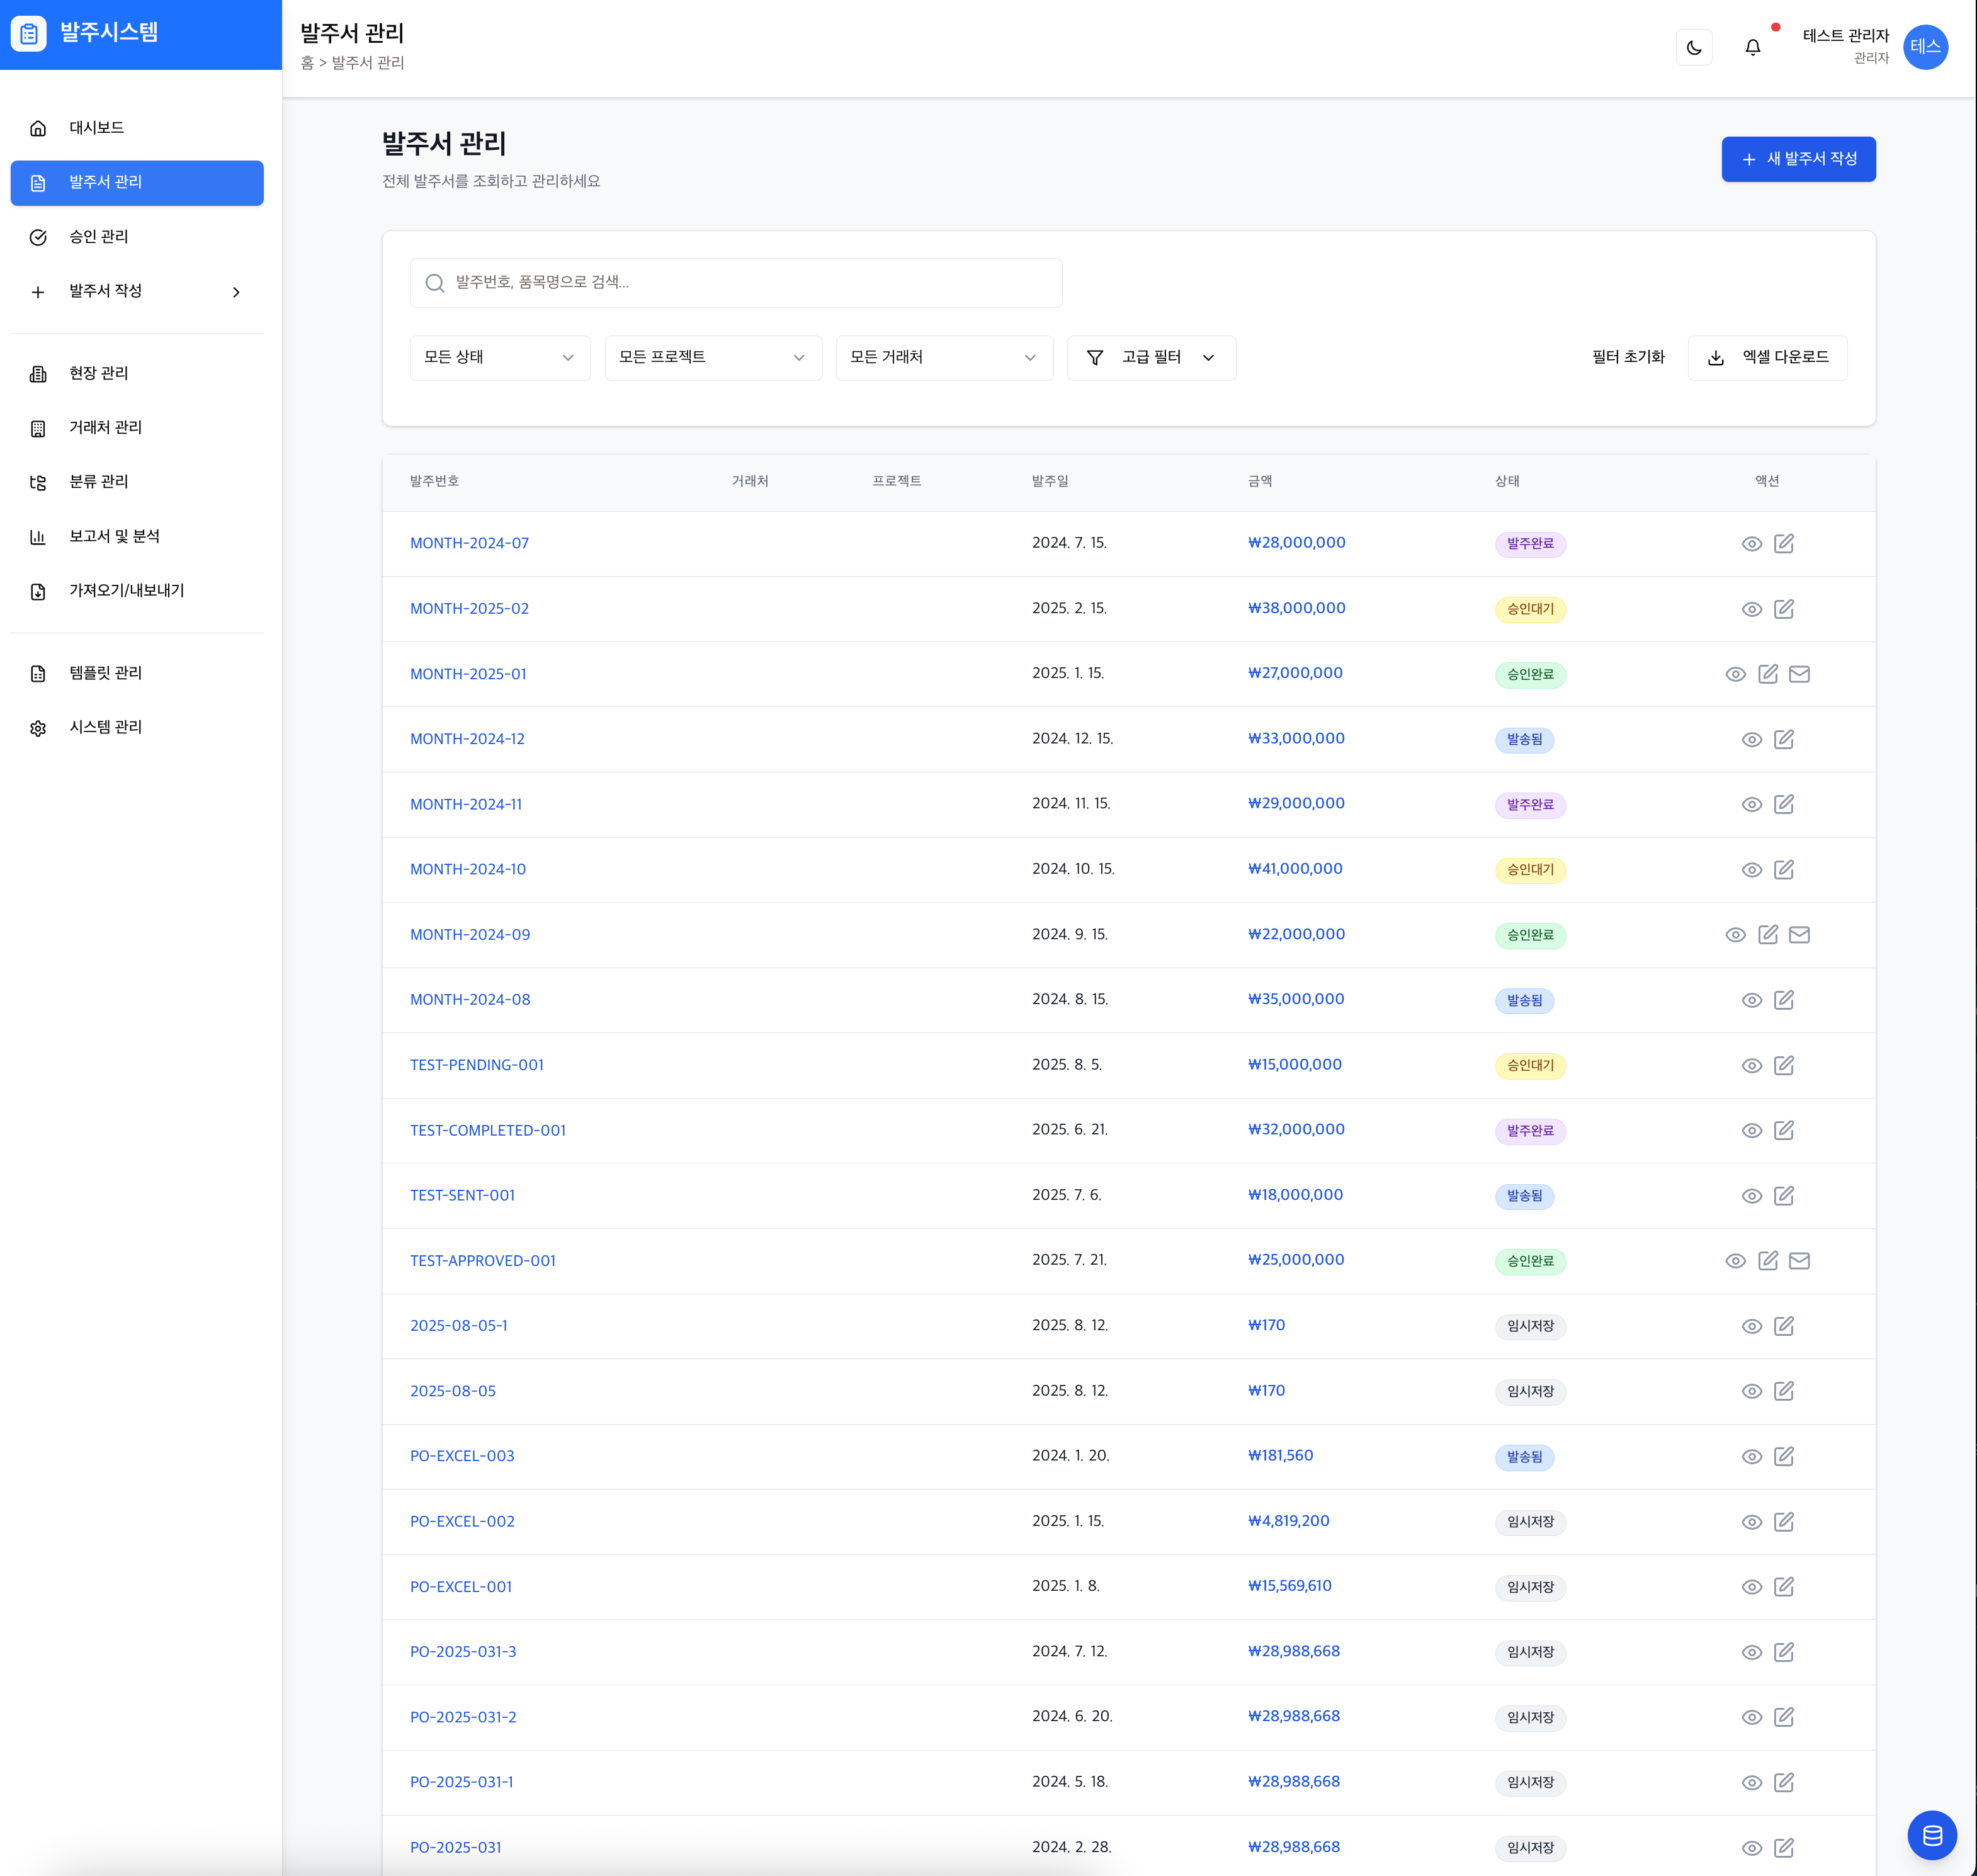 발주시스템
발주서 관리
홈 > 발주서 관리
테스트 관리자
관리자
테스
대시보드
발주서 관리
승인 관리
발주서 작성
현장 관리
거래처 관리
분류 관리
보고서 및 분석
가져오기/내보내기
템플릿 관리
시스템 관리
발주서 관리
전체 발주서를 조회하고 관리하세요
새 발주서 작성
발주번호, 품목명으로 검색...
모든 상태 모든 프로젝트 모든 거래처 고급 필터 필터 초기화 엑셀 다운로드
발주번호 거래처 프로젝트 발주일 금액 상태 액션
MONTH-2024-07 2024. 7. 15. ₩28,000,000 발주완료
MONTH-2025-02 2025. 2. 15. ₩38,000,000 승인대기
MONTH-2025-01 2025. 1. 15. ₩27,000,000 승인완료
MONTH-2024-12 2024. 12. 15. ₩33,000,000 발송됨
MONTH-2024-11 2024. 11. 15. ₩29,000,000 발주완료
MONTH-2024-10 2024. 10. 15. ₩41,000,000 승인대기
MONTH-2024-09 2024. 9. 15. ₩22,000,000 승인완료
MONTH-2024-08 2024. 8. 15. ₩35,000,000 발송됨
TEST-PENDING-001 2025. 8. 5. ₩15,000,000 승인대기
TEST-COMPLETED-001 2025. 6. 21. ₩32,000,000 발주완료
TEST-SENT-001 2025. 7. 6. ₩18,000,000 발송됨
TEST-APPROVED-001 2025. 7. 21. ₩25,000,000 승인완료
2025-08-05-1 2025. 8. 12. ₩170 임시저장
2025-08-05 2025. 8. 12. ₩170 임시저장
PO-EXCEL-003 2024. 1. 20. ₩181,560 발송됨
PO-EXCEL-002 2025. 1. 15. ₩4,819,200 임시저장
PO-EXCEL-001 2025. 1. 8. ₩15,569,610 임시저장
PO-2025-031-3 2024. 7. 12. ₩28,988,668 임시저장
PO-2025-031-2 2024. 6. 20. ₩28,988,668 임시저장
PO-2025-031-1 2024. 5. 18. ₩28,988,668 임시저장
PO-2025-031 2024. 2. 28. ₩28,988,668 임시저장